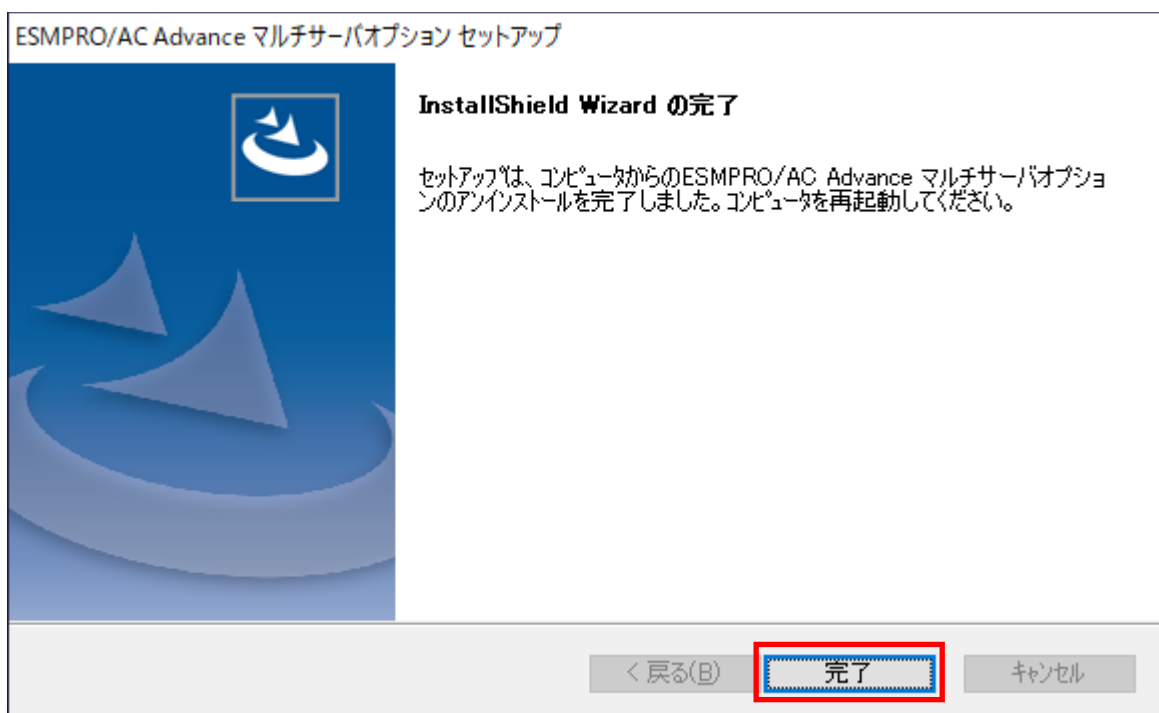 ESMPRO/AC Advance マルチサーバオプション セットアップ
InstallShield Wizard の完了
セットアップは、コンピュータからのESMPRO/AC Advance マルチサーバオプショ
ンのアンインストールを完了しました。コンピュータを再起動してください。
< 戻る(B)
完了
キャンセル